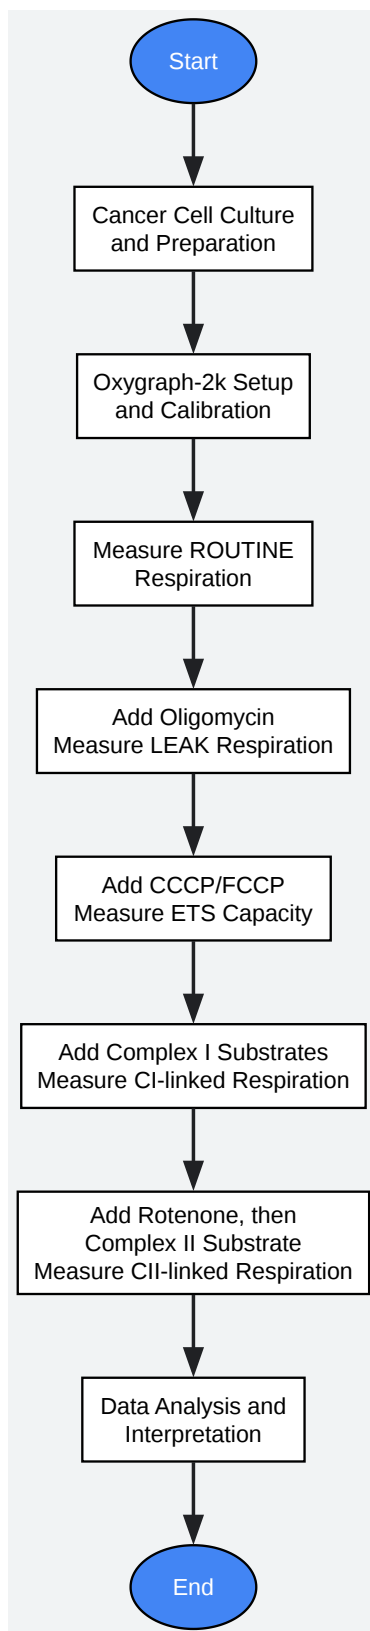 Start
Cancer Cell Culture
and Preparation
Oxygraph-2k Setup
and Calibration
Measure ROUTINE
Respiration
Add Oligomycin
Measure LEAK Respiration
Add CCCP/FCCP
Measure ETS Capacity
Add Complex I Substrates
Measure CI-linked Respiration
Add Rotenone, then
Complex II Substrate
Measure CII-linked Respiration
Data Analysis and
Interpretation
End